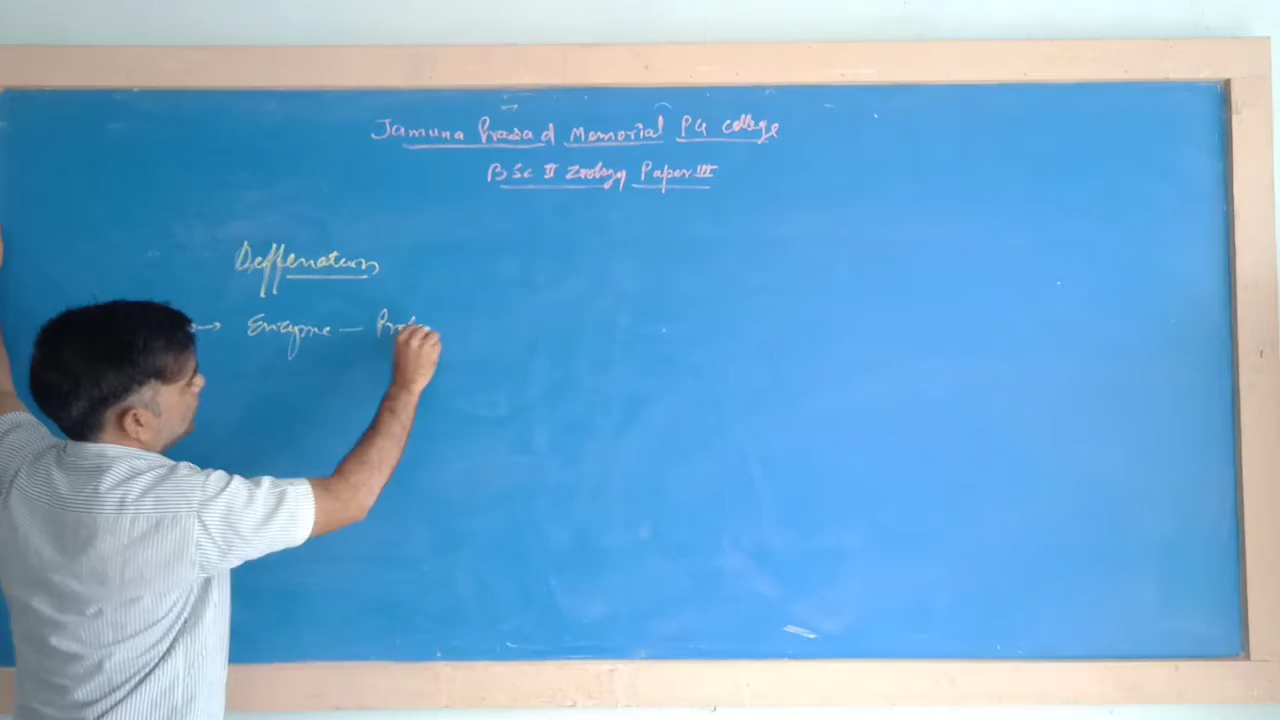 Jamuna Prasad Memorial PG College
BSc II Zoology Paper III
Deffenation
→ Enzyme —